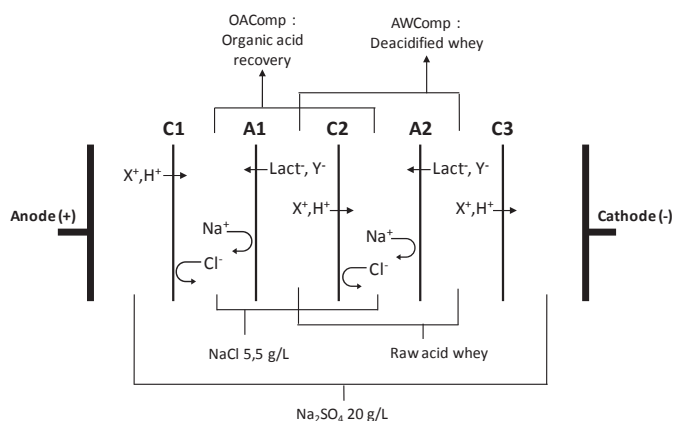 OAComp :
Organic acid
recovery
AWComp :
Deacidified whey
C1
A1
C2
A2
C3
X⁺,H⁺
Lact⁻, Y⁻
X⁺,H⁺
Lact⁻, Y⁻
X⁺,H⁺
Anode (+)
Cathode (-)
Na⁺
Cl⁻
Na⁺
Cl⁻
NaCl 5,5 g/L
Raw acid whey
Na₂SO₄ 20 g/L